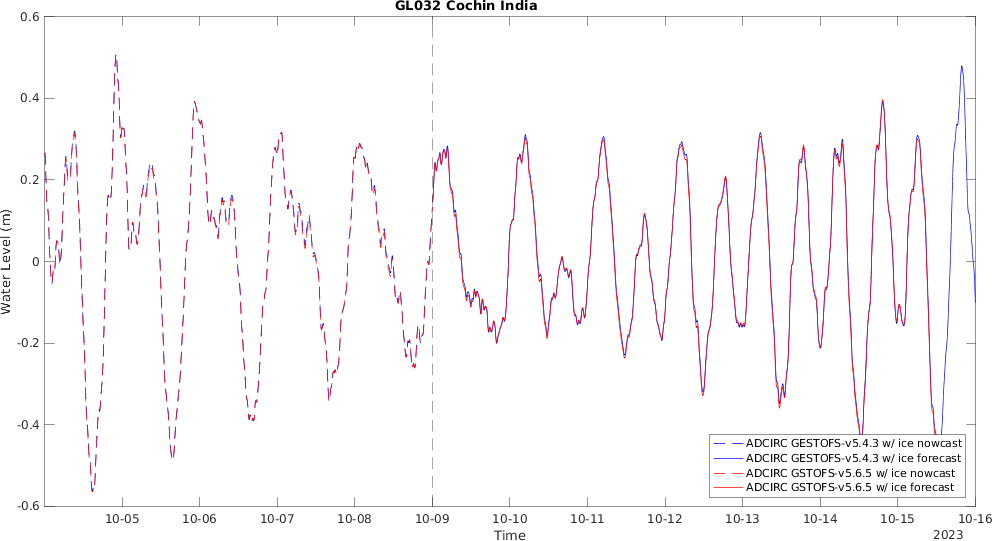 GL032 Cochin India
0.6
0.4
0.2
0
-0.2
-0.4
-0.6
Water Level (m)
ADCIRC GESTOFS-v5.4.3 w/ ice nowcast
ADCIRC GESTOFS-v5.4.3 w/ ice forecast
ADCIRC GSTOFS-v5.6.5 w/ ice nowcast
ADCIRC GSTOFS-v5.6.5 w/ ice forecast
10-05 10-06 10-07 10-08 10-09 10-10 10-11 10-12 10-13 10-14 10-15 10-16
Time
2023